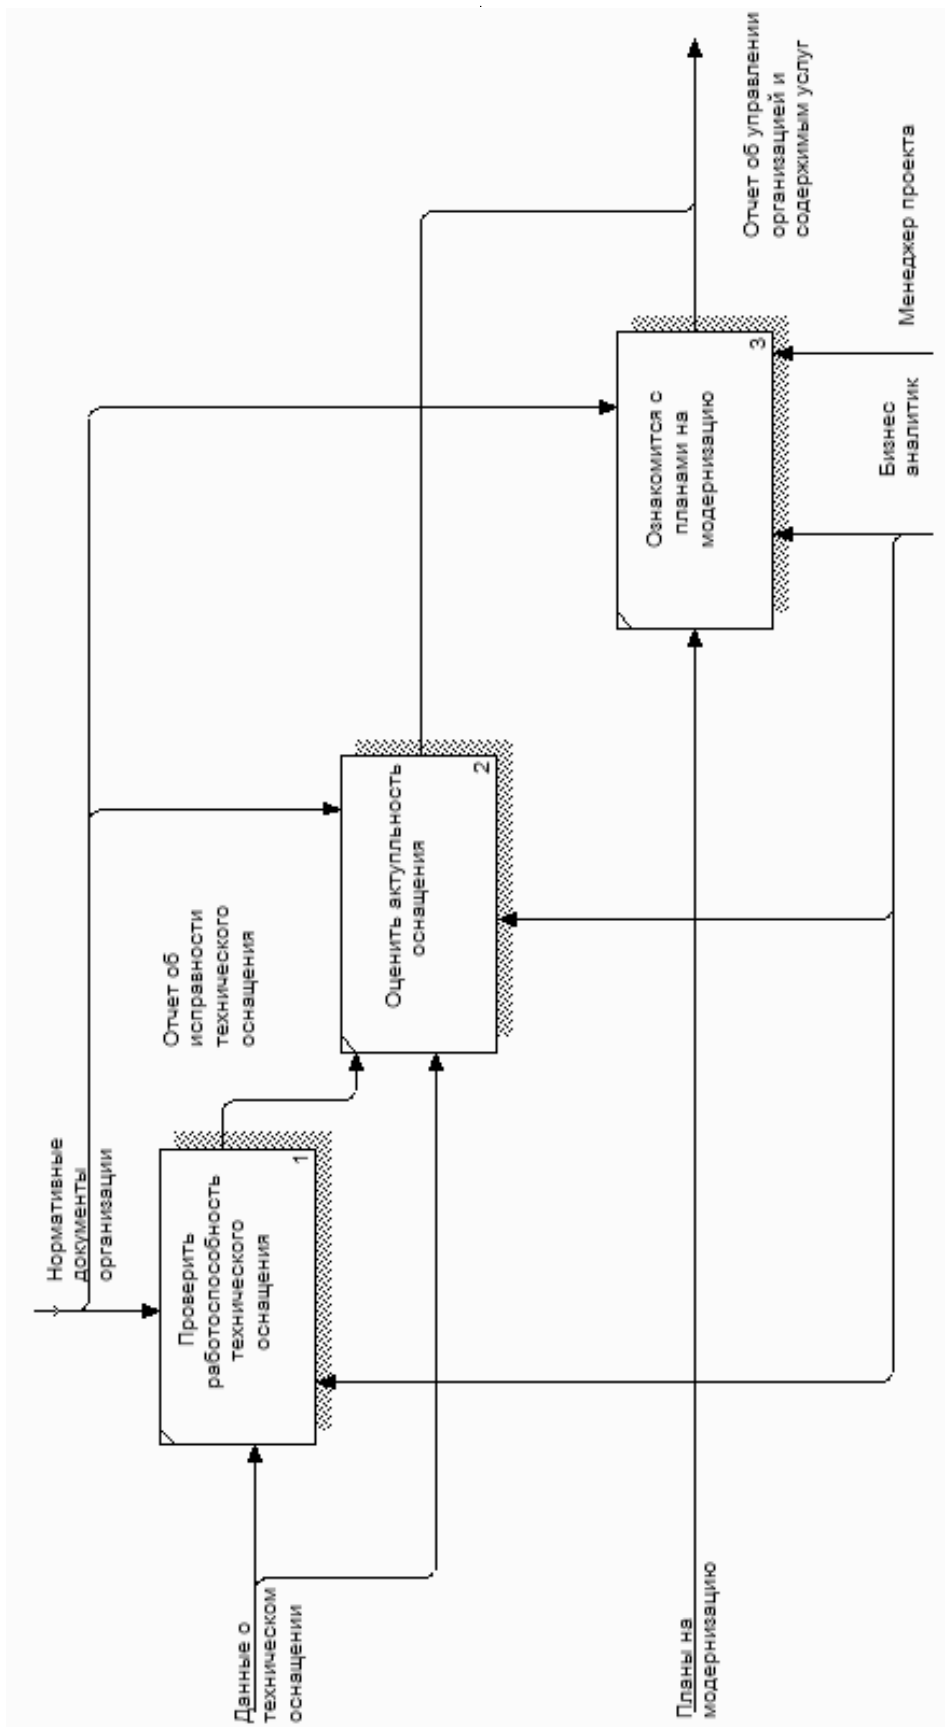 Нормативные
документы
организации
Данные о
техническом
оснащении
Проверить
работоспособность
технического
оснащения
1
Отчет об
исправности
технического
оснащения
Оценить актупльность
оснащения
2
Планы на
модернизацию
Ознакомится с
планами на
модернизацию
3
Отчет об управлении
организацией и
содержимым услуг
Бизнес
аналитик
Менеджер проекта